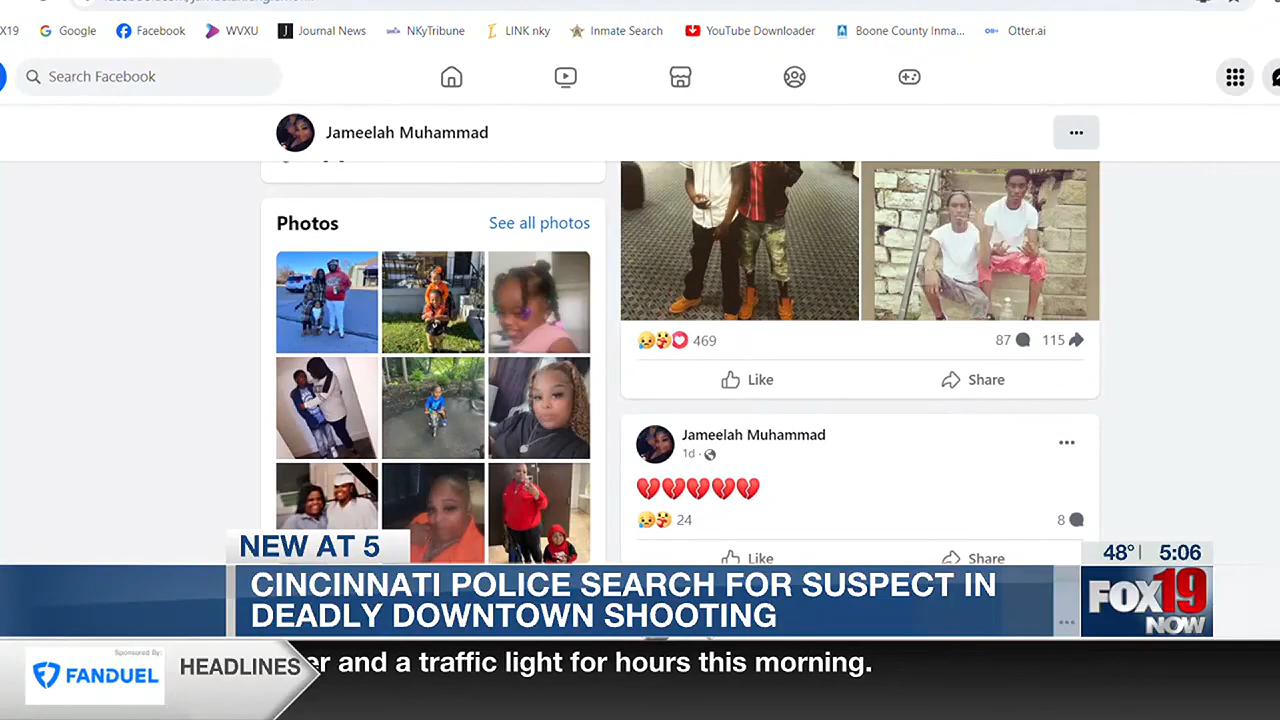 X19
Google
Facebook
WVXU
Journal News
NKyTribune
LINK nky
Inmate Search
YouTube Downloader
Boone County Inma...
Otter.ai
Search Facebook
Jameelah Muhammad
Photos
See all photos
469
87
115
Like
Share
Jameelah Muhammad
1d ·
24
8
Like
Share
NEW AT 5
CINCINNATI POLICE SEARCH FOR SUSPECT IN
DEADLY DOWNTOWN SHOOTING
48° 5:06
FOX19
NOW
Sponsored By:
FANDUEL
HEADLINES
er and a traffic light for hours this morning.